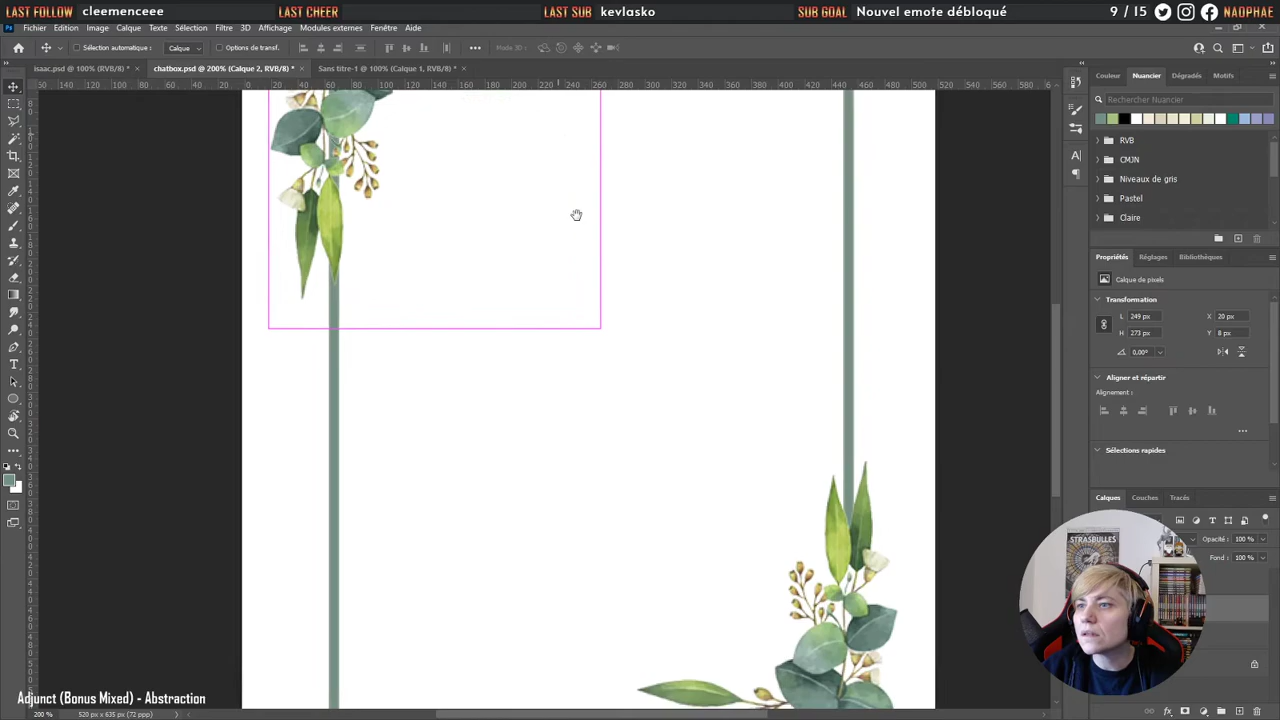 LAST FOLLOW cleemenceee LAST CHEER LAST SUB kevlasko SUB GOAL Nouvel emote débloqué 9 / 15 NAOPHAE
Ps Fichier Edition Image Calque Texte Sélection Filtre 3D Affichage Modules externes Fenêtre Aide
Sélection automatique : Calque Options de transf. Mode 3D :
isaac.psd @ 100% (RVB/8) * × chatbox.psd @ 200% (Calque 2, RVB/8) * × Sans titre-1 @ 100% (Calque 1, RVB/8) * ×
Couleur Nuancier Dégradés Motifs
Rechercher Nuancier
RVB
CMJN
Niveaux de gris
Pastel
Claire
Propriétés Réglages Bibliothèques
Calque de pixels
Transformation
L 249 px X 20 px
H 273 px Y 8 px
0,00°
Aligner et répartir
Alignement :
Sélections rapides
Calques Couches Tracés
Opacité : 100 %
Fond : 100 %
STRASBULLES
Adjunct (Bonus Mixed) - Abstraction
200 % 520 px x 635 px (72 ppp)